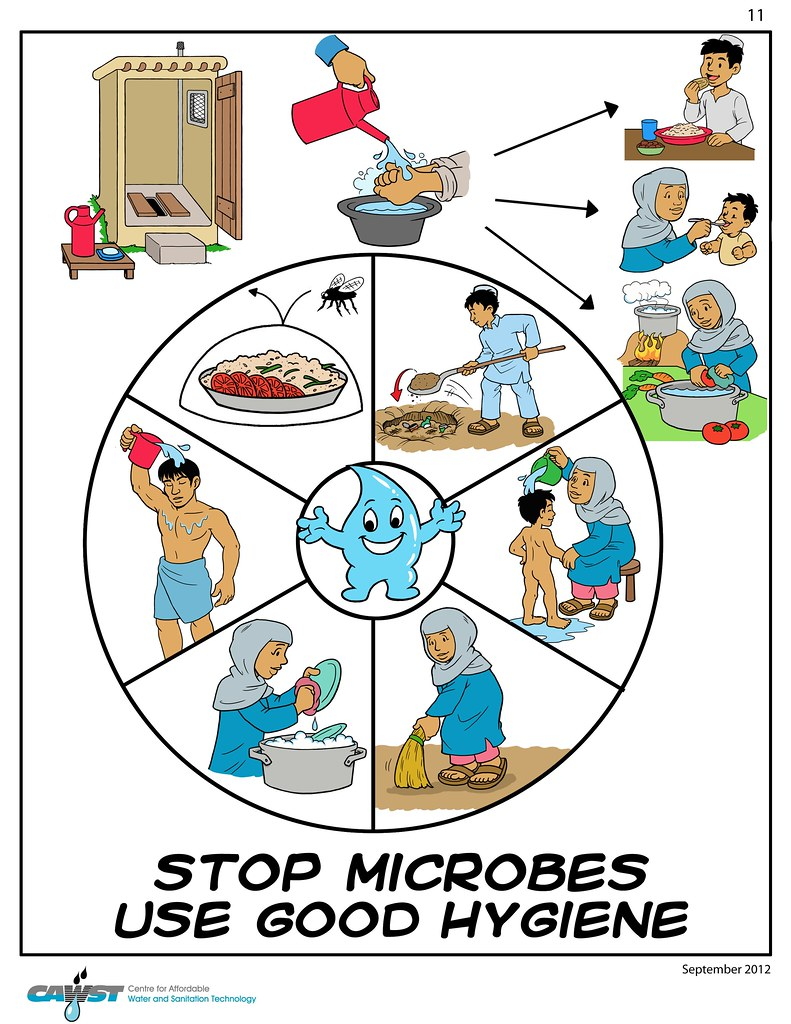 11
STOP MICROBES
USE GOOD HYGIENE
September 2012
CAWST Centre for Affordable
Water and Sanitation Technology